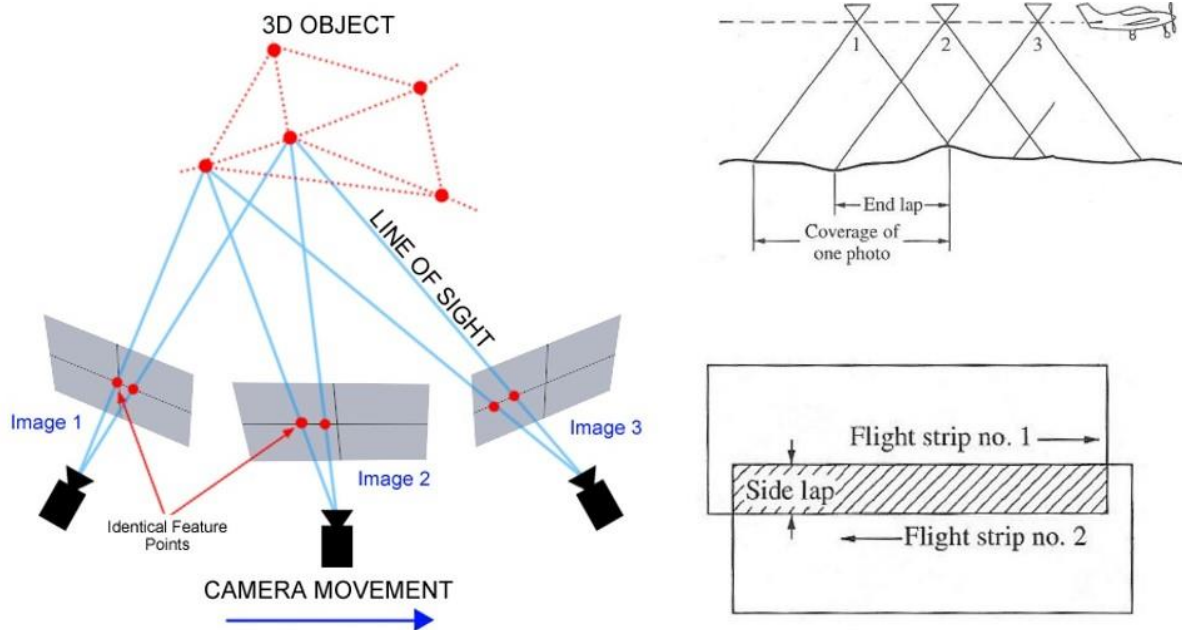 3D OBJECT
LINE OF SIGHT
Image 1
Image 2
Image 3
Identical Feature
Points
CAMERA MOVEMENT
1
2
3
End lap
Coverage of
one photo
Flight strip no. 1
Side lap
Flight strip no. 2